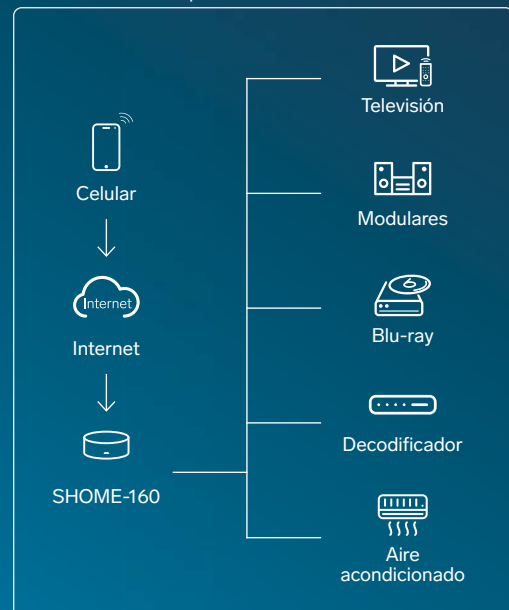 Celular
Internet
Internet
SHOME-160
Televisión
Modulares
Blu-ray
Decodificador
Aire
acondicionado